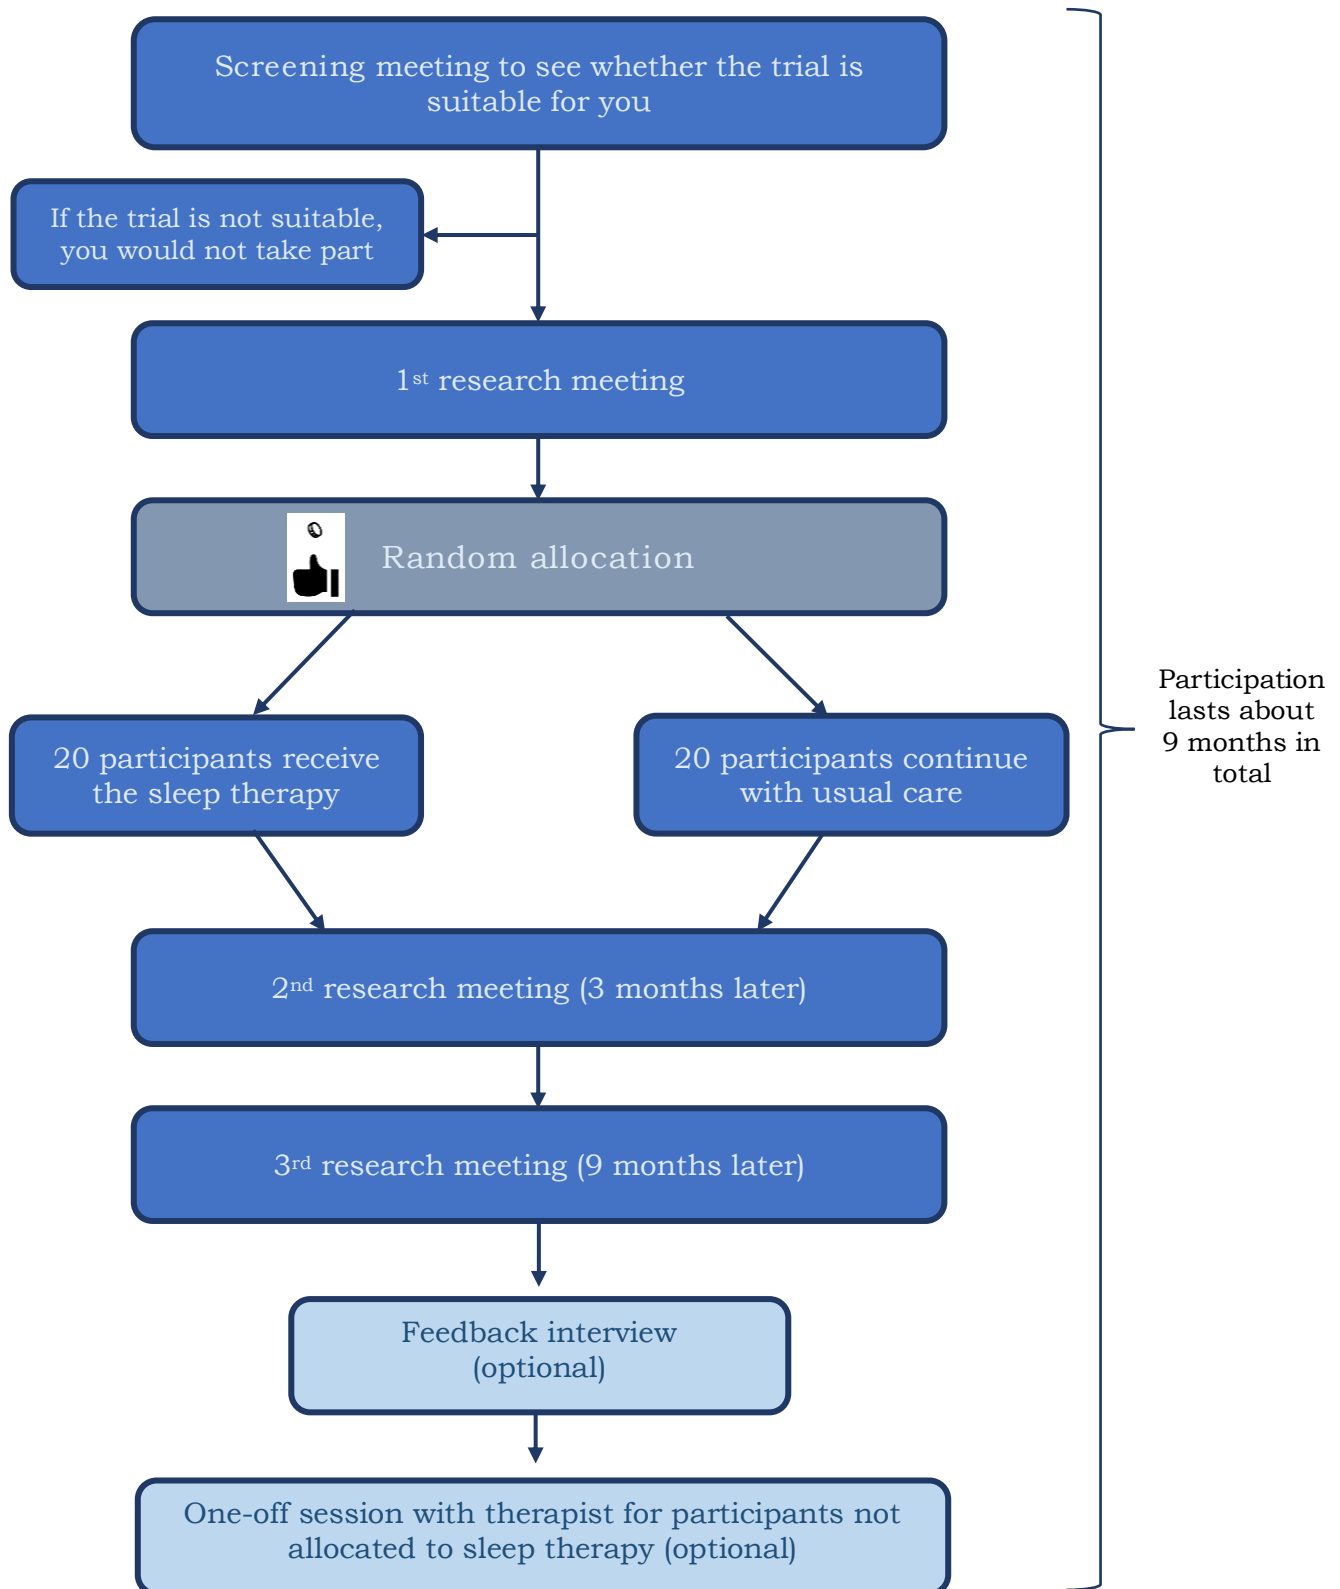 Screening meeting to see whether the trial is
suitable for you
If the trial is not suitable,
you would not take part
1st research meeting
Random allocation
20 participants receive
the sleep therapy
20 participants continue
with usual care
Participation
lasts about
9 months in
total
2nd research meeting (3 months later)
3rd research meeting (9 months later)
Feedback interview
(optional)
One-off session with therapist for participants not
allocated to sleep therapy (optional)